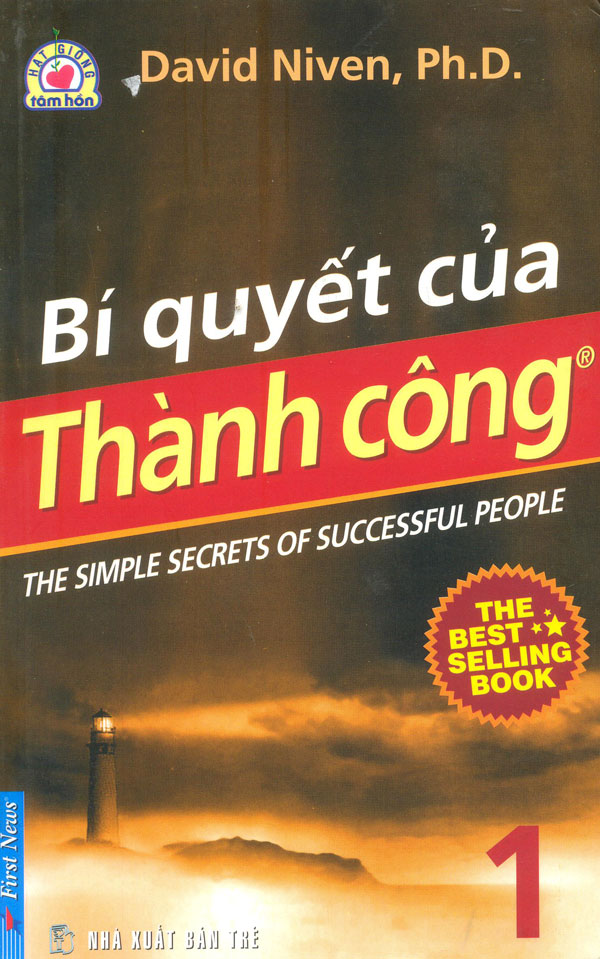 HẠT GIỐNG
tâm hồn
David Niven, Ph.D.
Bí quyết của
Thành công®
THE SIMPLE SECRETS OF SUCCESSFUL PEOPLE
THE
BEST
SELLING
BOOK
First News®
1
NHÀ XUẤT BẢN TRẺ